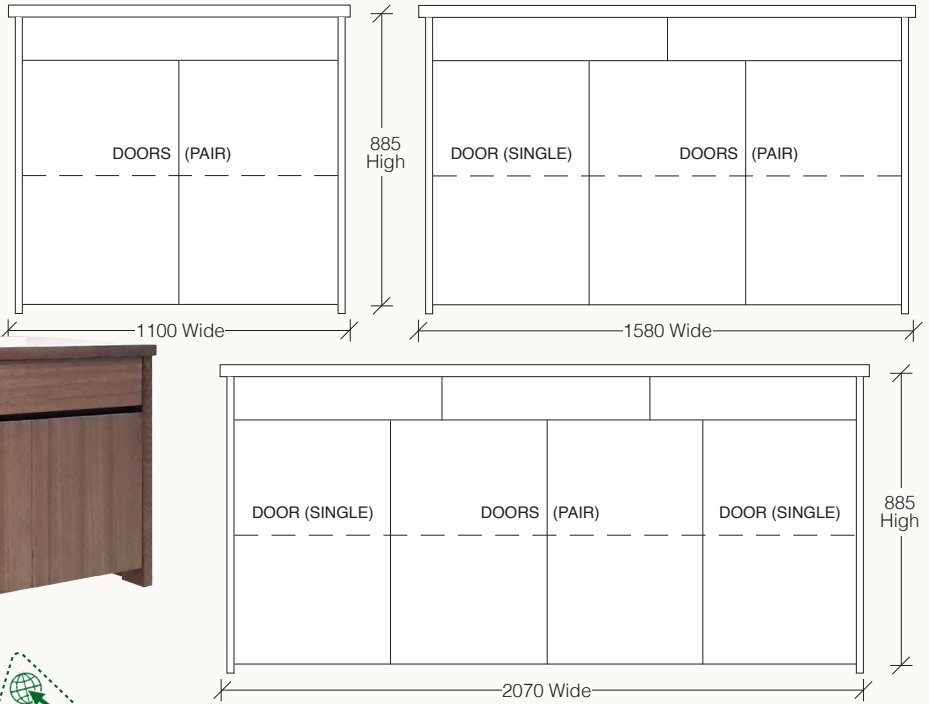 DOORS (PAIR)
885
High
1100 Wide
DOOR (SINGLE)
DOORS (PAIR)
1580 Wide
DOOR (SINGLE)
DOORS (PAIR)
DOOR (SINGLE)
885
High
2070 Wide